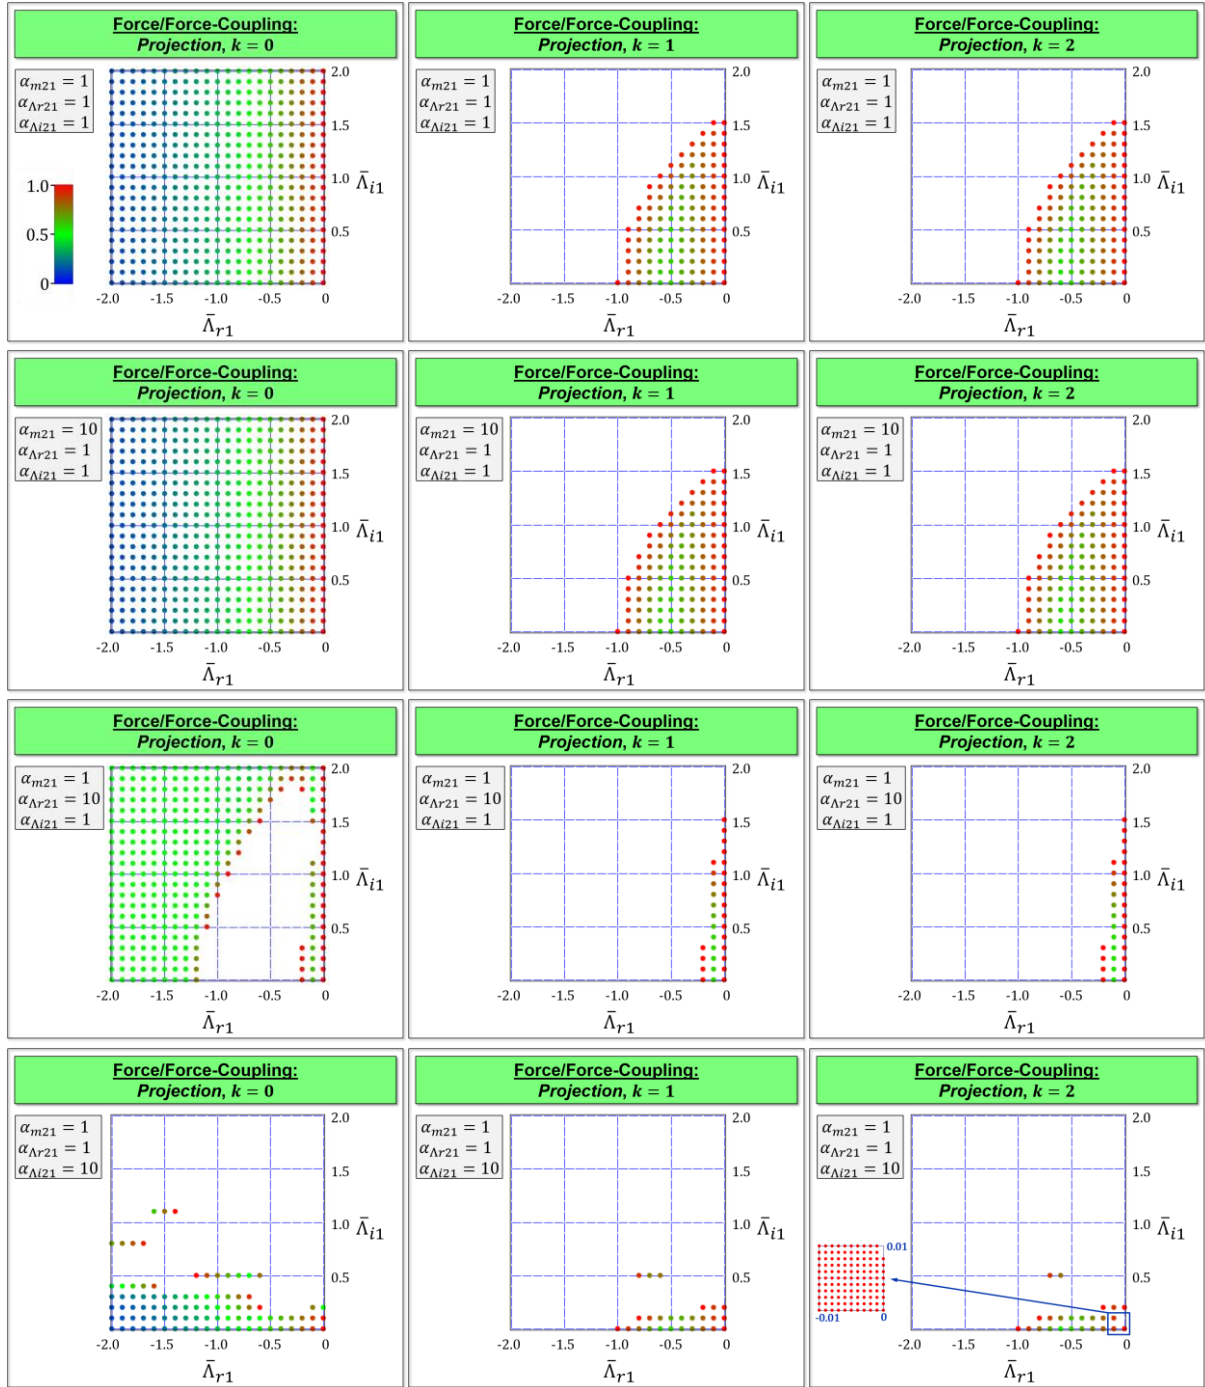 Force/Force-Coupling:
Projection, k = 0
α_m21 = 1
α_Λr21 = 1
α_Λi21 = 1
1.0
0.5
0
2.0
1.5
1.0
0.5
Λ̄_i1
-2.0 -1.5 -1.0 -0.5 0
Λ̄_r1
Force/Force-Coupling:
Projection, k = 1
α_m21 = 1
α_Λr21 = 1
α_Λi21 = 1
2.0
1.5
1.0
0.5
Λ̄_i1
-2.0 -1.5 -1.0 -0.5 0
Λ̄_r1
Force/Force-Coupling:
Projection, k = 2
α_m21 = 1
α_Λr21 = 1
α_Λi21 = 1
2.0
1.5
1.0
0.5
Λ̄_i1
-2.0 -1.5 -1.0 -0.5 0
Λ̄_r1
Force/Force-Coupling:
Projection, k = 0
α_m21 = 10
α_Λr21 = 1
α_Λi21 = 1
2.0
1.5
1.0
0.5
Λ̄_i1
-2.0 -1.5 -1.0 -0.5 0
Λ̄_r1
Force/Force-Coupling:
Projection, k = 1
α_m21 = 10
α_Λr21 = 1
α_Λi21 = 1
2.0
1.5
1.0
0.5
Λ̄_i1
-2.0 -1.5 -1.0 -0.5 0
Λ̄_r1
Force/Force-Coupling:
Projection, k = 2
α_m21 = 10
α_Λr21 = 1
α_Λi21 = 1
2.0
1.5
1.0
0.5
Λ̄_i1
-2.0 -1.5 -1.0 -0.5 0
Λ̄_r1
Force/Force-Coupling:
Projection, k = 0
α_m21 = 1
α_Λr21 = 10
α_Λi21 = 1
2.0
1.5
1.0
0.5
Λ̄_i1
-2.0 -1.5 -1.0 -0.5 0
Λ̄_r1
Force/Force-Coupling:
Projection, k = 1
α_m21 = 1
α_Λr21 = 10
α_Λi21 = 1
2.0
1.5
1.0
0.5
Λ̄_i1
-2.0 -1.5 -1.0 -0.5 0
Λ̄_r1
Force/Force-Coupling:
Projection, k = 2
α_m21 = 1
α_Λr21 = 10
α_Λi21 = 1
2.0
1.5
1.0
0.5
Λ̄_i1
-2.0 -1.5 -1.0 -0.5 0
Λ̄_r1
Force/Force-Coupling:
Projection, k = 0
α_m21 = 1
α_Λr21 = 1
α_Λi21 = 10
2.0
1.5
1.0
0.5
Λ̄_i1
-2.0 -1.5 -1.0 -0.5 0
Λ̄_r1
Force/Force-Coupling:
Projection, k = 1
α_m21 = 1
α_Λr21 = 1
α_Λi21 = 10
2.0
1.5
1.0
0.5
Λ̄_i1
-2.0 -1.5 -1.0 -0.5 0
Λ̄_r1
Force/Force-Coupling:
Projection, k = 2
α_m21 = 1
α_Λr21 = 1
α_Λi21 = 10
2.0
1.5
1.0
0.5
Λ̄_i1
0.01
-0.01 0
-2.0 -1.5 -1.0 -0.5 0
Λ̄_r1